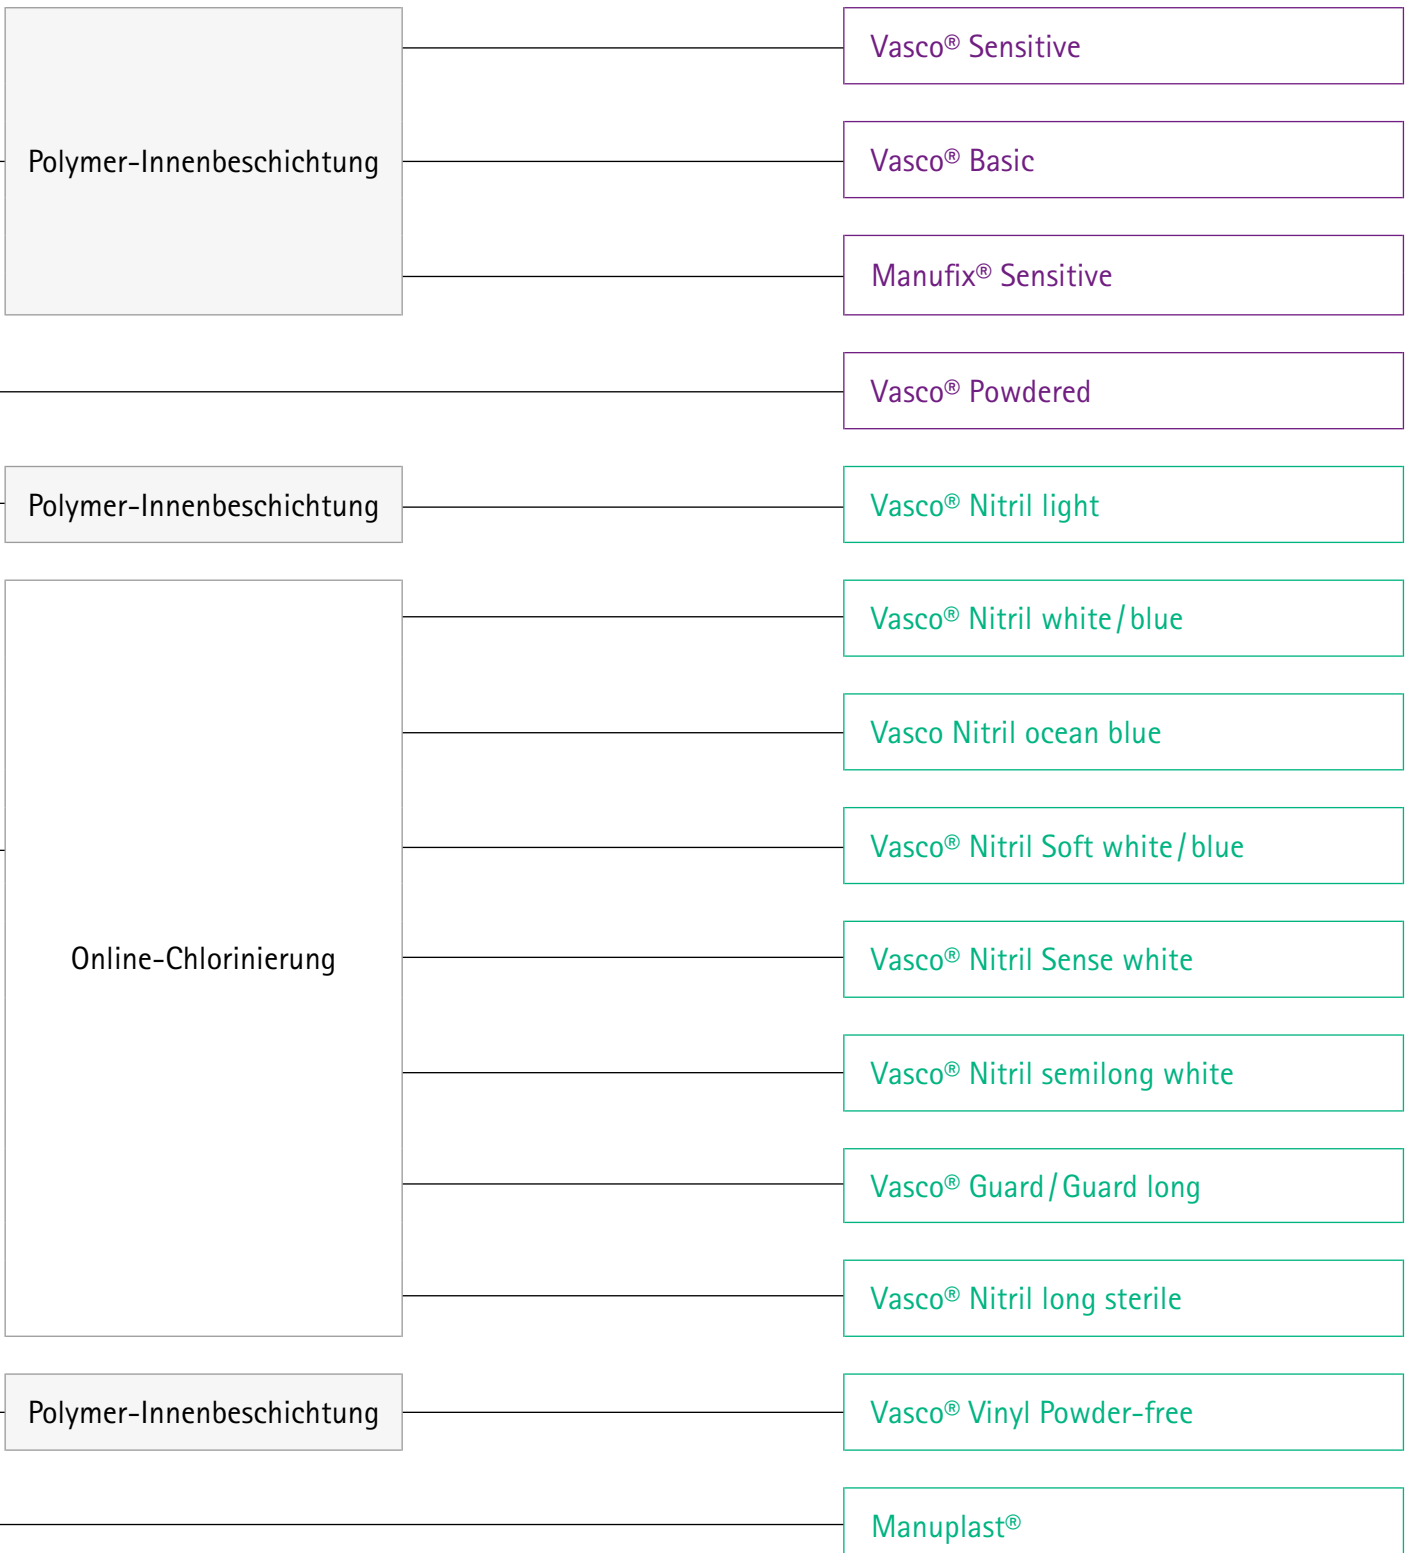 Vasco® Sensitive
Polymer-Innenbeschichtung
Vasco® Basic
Manufix® Sensitive
Vasco® Powdered
Polymer-Innenbeschichtung
Vasco® Nitril light
Vasco® Nitril white/blue
Vasco Nitril ocean blue
Vasco® Nitril Soft white/blue
Online-Chlorinierung
Vasco® Nitril Sense white
Vasco® Nitril semilong white
Vasco® Guard/Guard long
Vasco® Nitril long sterile
Polymer-Innenbeschichtung
Vasco® Vinyl Powder-free
Manuplast®